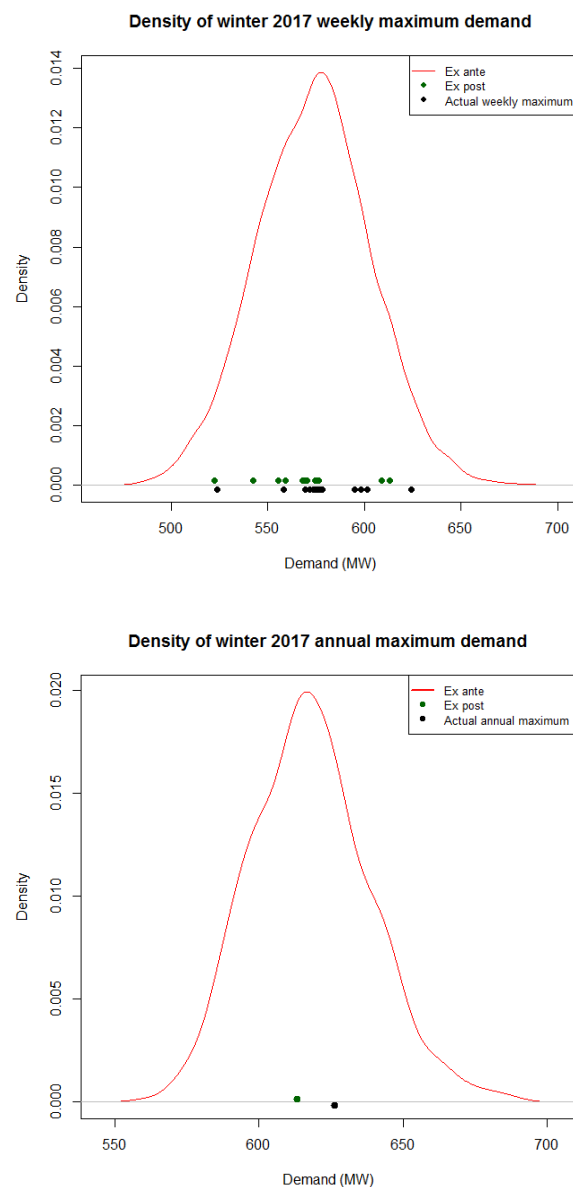 Density of winter 2017 weekly maximum demand
Ex ante
Ex post
Actual weekly maximum
Density
0.014
0.012
0.010
0.008
0.006
0.004
0.002
0.000
500 550 600 650 700
Demand (MW)
Density of winter 2017 annual maximum demand
Ex ante
Ex post
Actual annual maximum
Density
0.020
0.015
0.010
0.005
0.000
550 600 650 700
Demand (MW)